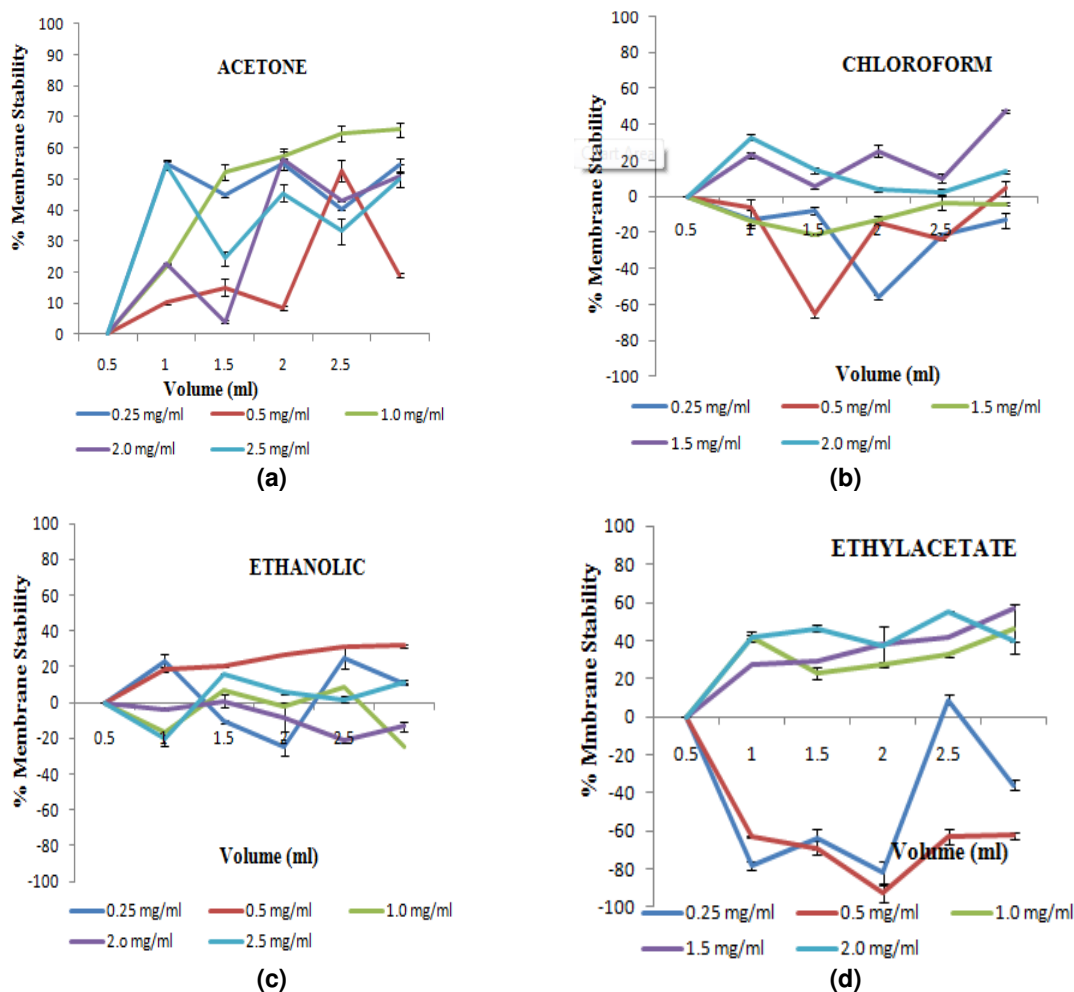 ACETONE
% Membrane Stability
100
90
80
70
60
50
40
30
20
10
0
0.5 1 1.5 2 2.5
Volume (ml)
0.25 mg/ml 0.5 mg/ml 1.0 mg/ml
2.0 mg/ml 2.5 mg/ml
(a)
CHLOROFORM
% Membrane Stability
100
80
60
40
20
0
-20
-40
-60
-80
-100
Chart Area
0.5 1 1.5 2 2.5
Volume (ml)
0.25 mg/ml 0.5 mg/ml 1.5 mg/ml
1.5 mg/ml 2.0 mg/ml
(b)
ETHANOLIC
% Membrane Stability
100
80
60
40
20
0
-20
-40
-60
-80
-100
0.5 1 1.5 2 2.5
Volume (ml)
0.25 mg/ml 0.5 mg/ml 1.0 mg/ml
2.o mg/ml 2.5 mg/ml
(c)
ETHYLACETATE
% Mmbrane Stability
100
80
60
40
20
0
-20
-40
-60
-80
-100
0.5 1 1.5 2 2.5
Volume (ml)
0.25 mg/ml 0.5 mg/ml 1.0 mg/ml
1.5 mg/ml 2.0 mg/ml
(d)